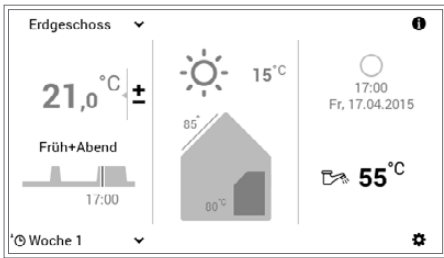 Erdgeschoss
21,0 °C ±
Früh+Abend
17:00
Woche 1
15°C
85°
80°C
17:00
Fr, 17.04.2015
55°C